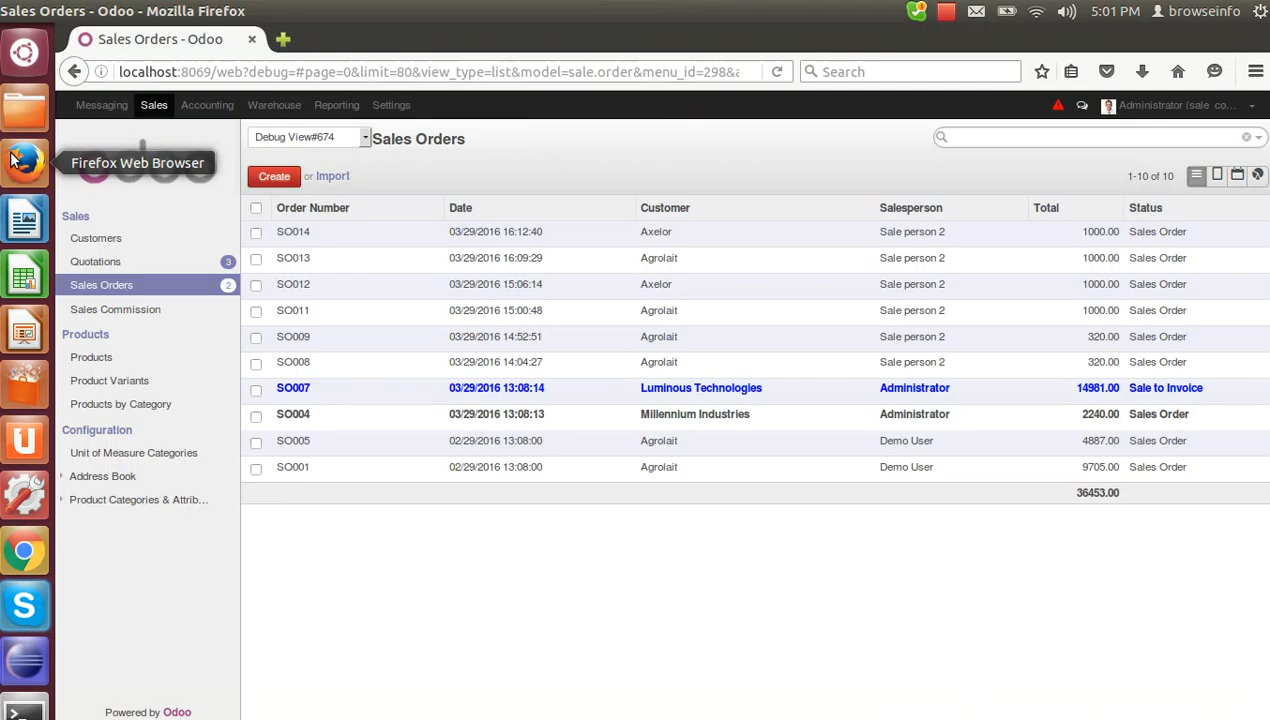 Sales Orders - Odoo - Mozilla Firefox
5:01 PM
browseinfo
Sales Orders - Odoo
localhost:8069/web?debug=#page=0&limit=80&view_type=list&model=sale.order&menu_id=298&a
Search
Messaging
Sales
Accounting
Warehouse
Reporting
Settings
Administrator (sale_co...
Debug View#674
Sales Orders
Firefox Web Browser
Create or Import
1-10 of 10
Sales
Customers
Quotations 3
Sales Orders 2
Sales Commission
Products
Products
Product Variants
Products by Category
Configuration
Unit of Measure Categories
Address Book
Product Categories & Attrib...
Powered by Odoo
Order Number Date Customer Salesperson Total Status
SO014 03/29/2016 16:12:40 Axelor Sale person 2 1000.00 Sales Order
SO013 03/29/2016 16:09:29 Agrolait Sale person 2 1000.00 Sales Order
SO012 03/29/2016 15:06:14 Axelor Sale person 2 1000.00 Sales Order
SO011 03/29/2016 15:00:48 Agrolait Sale person 2 1000.00 Sales Order
SO009 03/29/2016 14:52:51 Agrolait Sale person 2 320.00 Sales Order
SO008 03/29/2016 14:04:27 Agrolait Sale person 2 320.00 Sales Order
SO007 03/29/2016 13:08:14 Luminous Technologies Administrator 14981.00 Sale to Invoice
SO004 03/29/2016 13:08:13 Millennium Industries Administrator 2240.00 Sales Order
SO005 02/29/2016 13:08:00 Agrolait Demo User 4887.00 Sales Order
SO001 02/29/2016 13:08:00 Agrolait Demo User 9705.00 Sales Order
36453.00